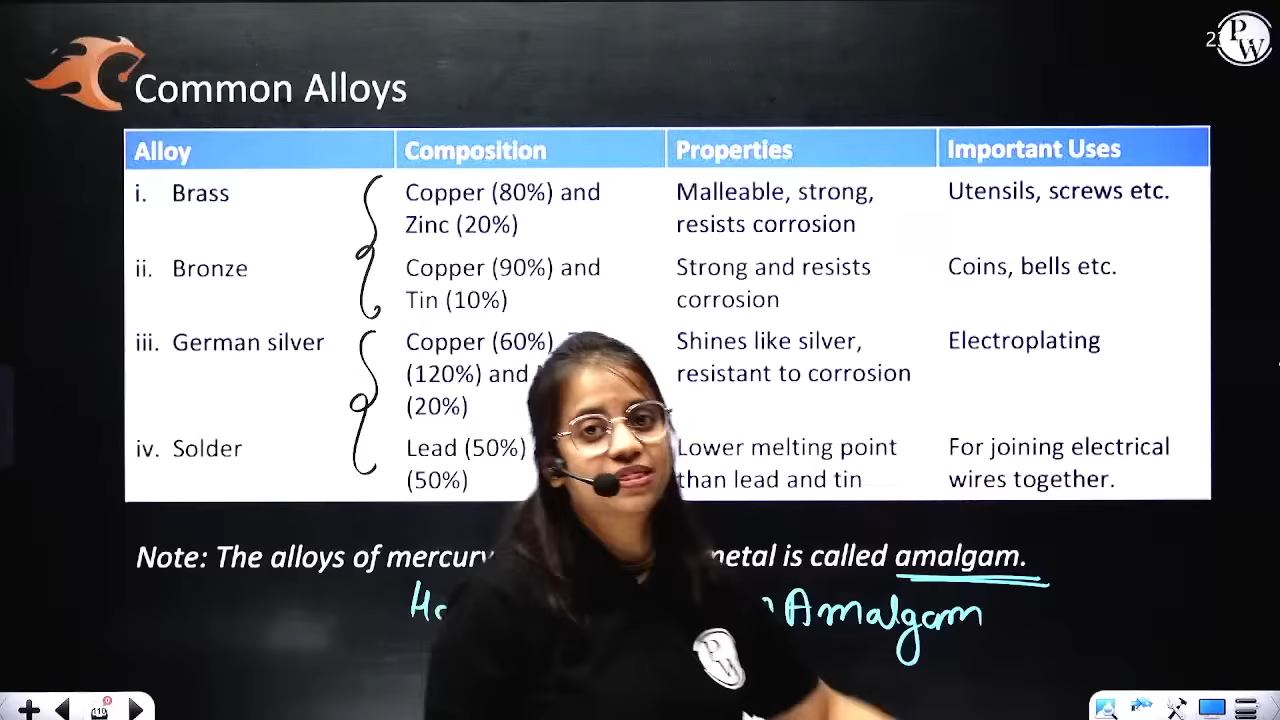 Common Alloys
Alloy Composition Properties Important Uses
i. Brass
Copper (80%) and
Zinc (20%)
Malleable, strong,
resists corrosion
Utensils, screws etc.
ii. Bronze
Copper (90%) and
Tin (10%)
Strong and resists
corrosion
Coins, bells etc.
iii. German silver
Copper (60%),
(120%) and
(20%)
Shines like silver,
resistant to corrosion
Electroplating
iv. Solder
Lead (50%)
(50%)
Lower melting point
than lead and tin
For joining electrical
wires together.
Note: The alloys of mercury is called amalgam.
Amalgam
PW
PW
110